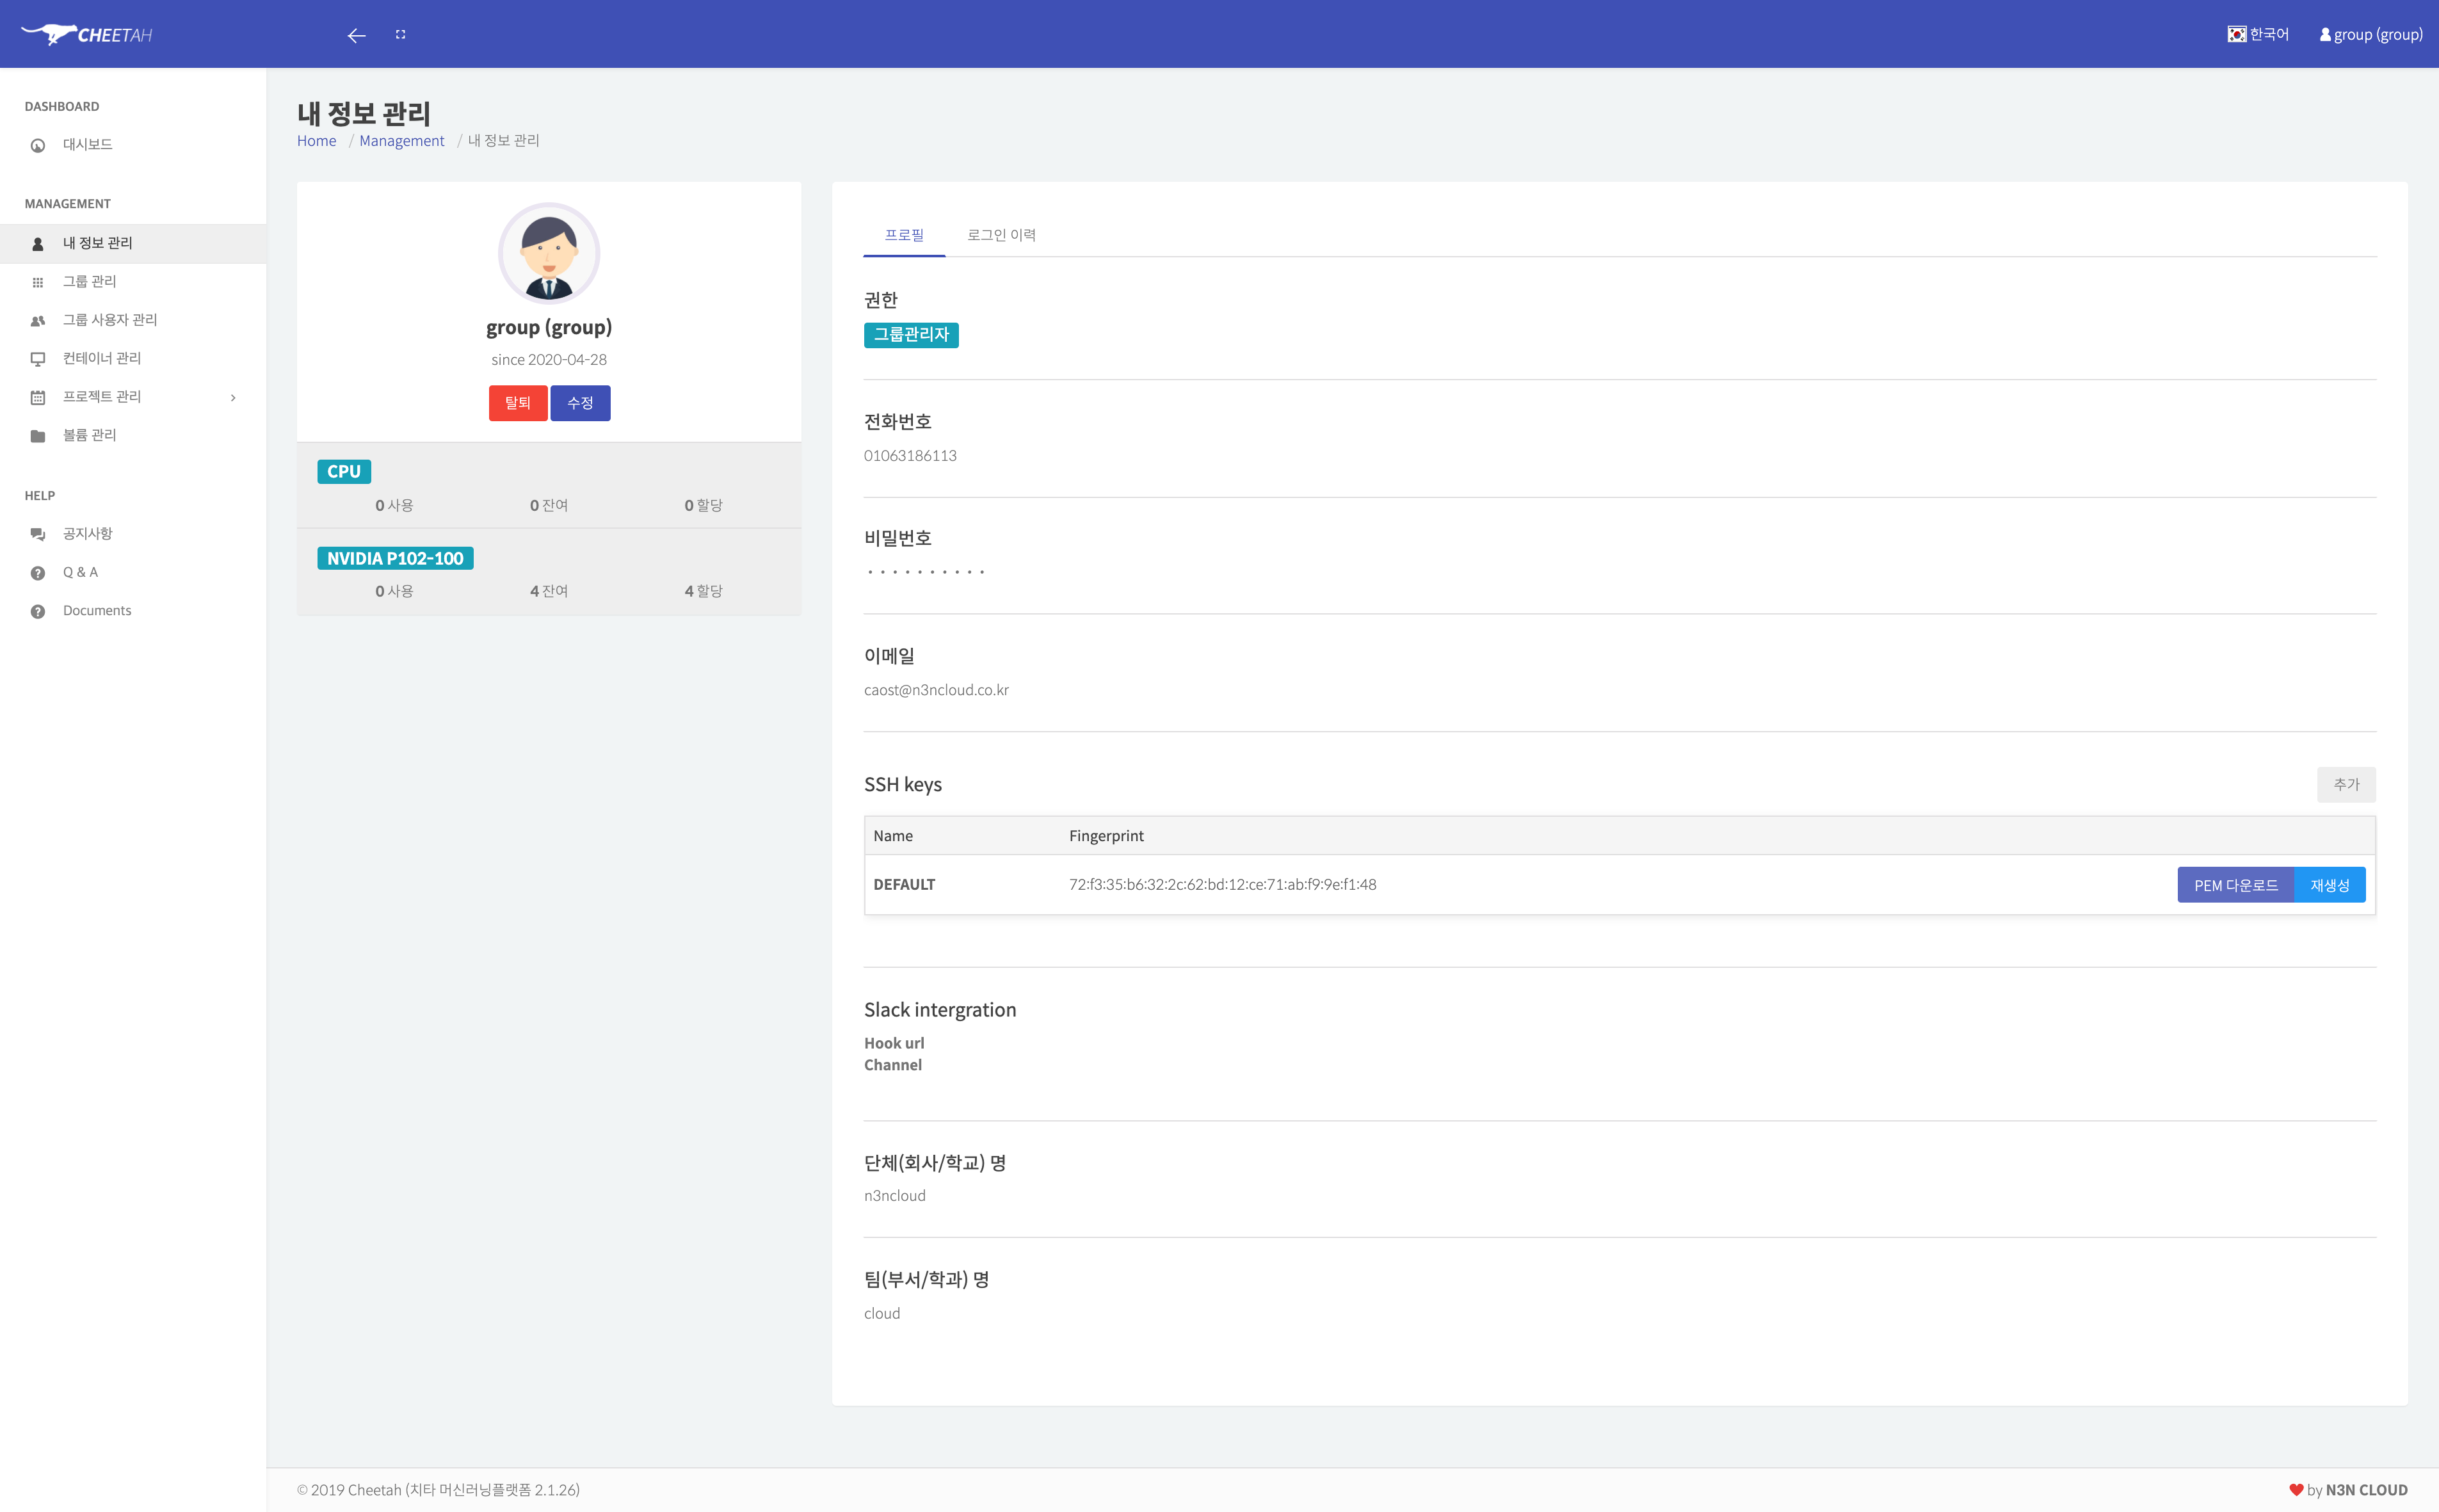 CHEETAH
한국어
group (group)
DASHBOARD
대시보드
MANAGEMENT
내 정보 관리
그룹 관리
그룹 사용자 관리
컨테이너 관리
프로젝트 관리
볼륨 관리
HELP
공지사항
Q & A
Documents
내 정보 관리
Home / Management / 내 정보 관리
group (group)
since 2020-04-28
탈퇴 수정
CPU
0 사용 0 잔여 0 할당
NVIDIA P102-100
0 사용 4 잔여 4 할당
프로필 로그인 이력
권한
그룹관리자
전화번호
01063186113
비밀번호
..........
이메일
caost@n3ncloud.co.kr
SSH keys 추가
Name Fingerprint
DEFAULT 72:f3:35:b6:32:2c:62:bd:12:ce:71:ab:f9:9e:f1:48 PEM 다운로드 재생성
Slack intergration
Hook url
Channel
단체(회사/학교) 명
n3ncloud
팀(부서/학과) 명
cloud
© 2019 Cheetah (치타 머신러닝플랫폼 2.1.26)
by N3N CLOUD